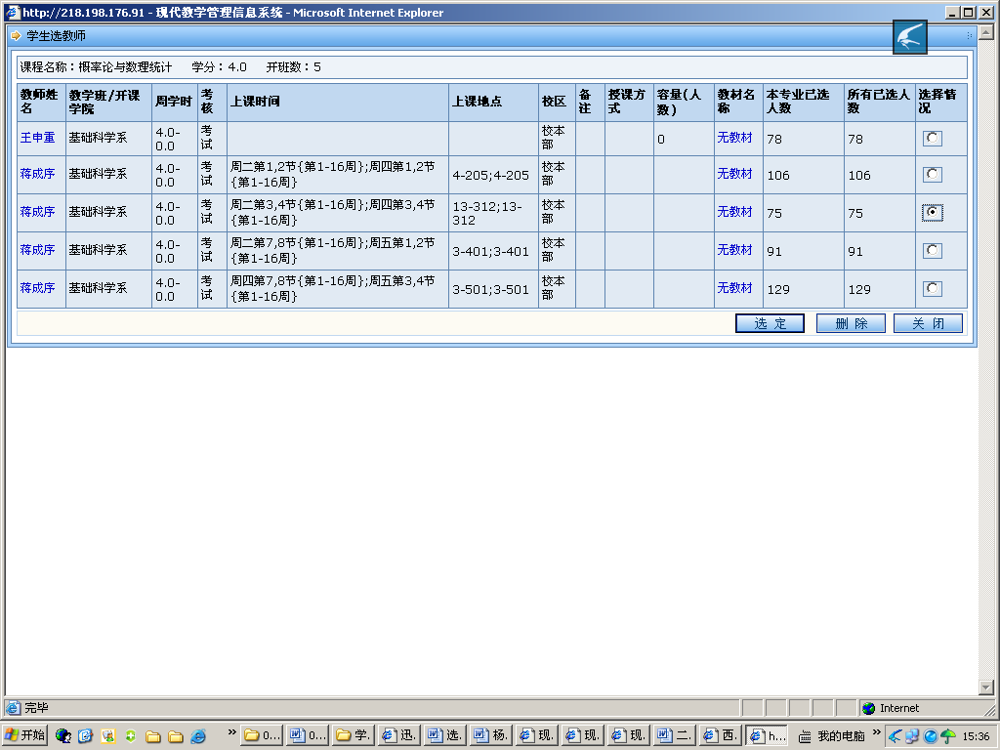 http://218.198.176.91 - 现代教学管理信息系统 - Microsoft Internet Explorer
学生选教师
课程名称：概率论与数理统计 学分：4.0 开班数：5
教师姓名 教学班/开课学院 周学时 考核 上课时间 上课地点 校区 备注 授课方式 容量(人数) 教材名称 本专业已选人数 所有已选人数 选择情况
王申重 基础科学系 4.0-0.0 考试 校本部 0 无教材 78 78
蒋成序 基础科学系 4.0-0.0 考试 周二第1,2节{第1-16周};周四第1,2节{第1-16周} 4-205;4-205 校本部 无教材 106 106
蒋成序 基础科学系 4.0-0.0 考试 周二第3,4节{第1-16周};周四第3,4节{第1-16周} 13-312;13-312 校本部 无教材 75 75
蒋成序 基础科学系 4.0-0.0 考试 周二第7,8节{第1-16周};周五第1,2节{第1-16周} 3-401;3-401 校本部 无教材 91 91
蒋成序 基础科学系 4.0-0.0 考试 周四第7,8节{第1-16周};周五第3,4节{第1-16周} 3-501;3-501 校本部 无教材 129 129
选 定 删 除 关 闭
完毕 Internet
开始 » 0... 0... 学. 迅. 选. 杨. 现. 现. 现. 二. 西. h... 我的电脑 » 15:36